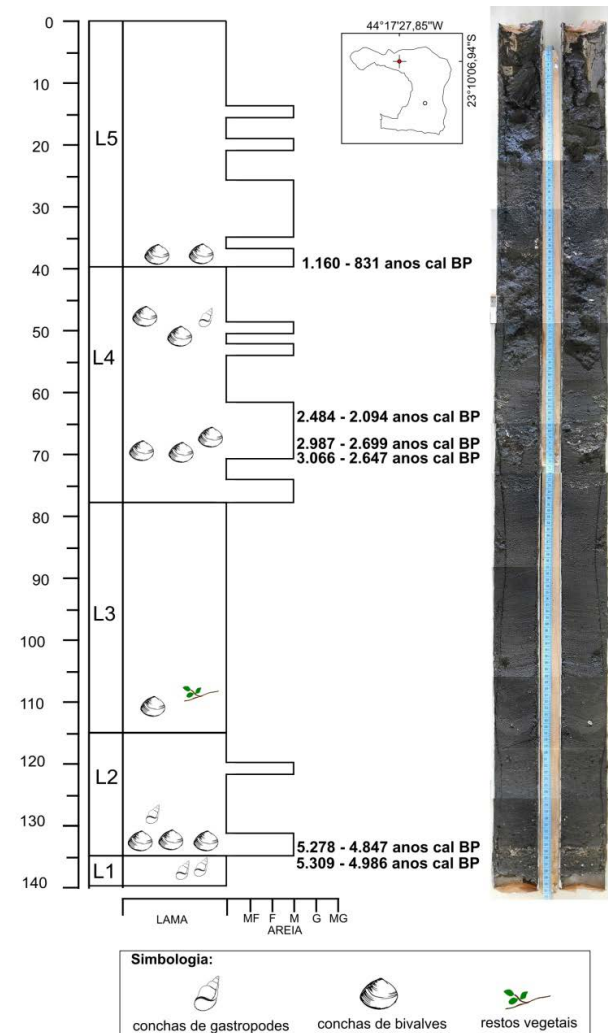 44°17'27,85"W
23°10'06,94"S
0
10
20
30
40
50
60
70
80
90
100
110
120
130
140
L5
L4
L3
L2
L1
1.160 - 831 anos cal BP
2.484 - 2.094 anos cal BP
2.987 - 2.699 anos cal BP
3.066 - 2.647 anos cal BP
5.278 - 4.847 anos cal BP
5.309 - 4.986 anos cal BP
LAMA
MF F M G MG
AREIA
Simbologia:
conchas de gastropodes
conchas de bivalves
restos vegetais